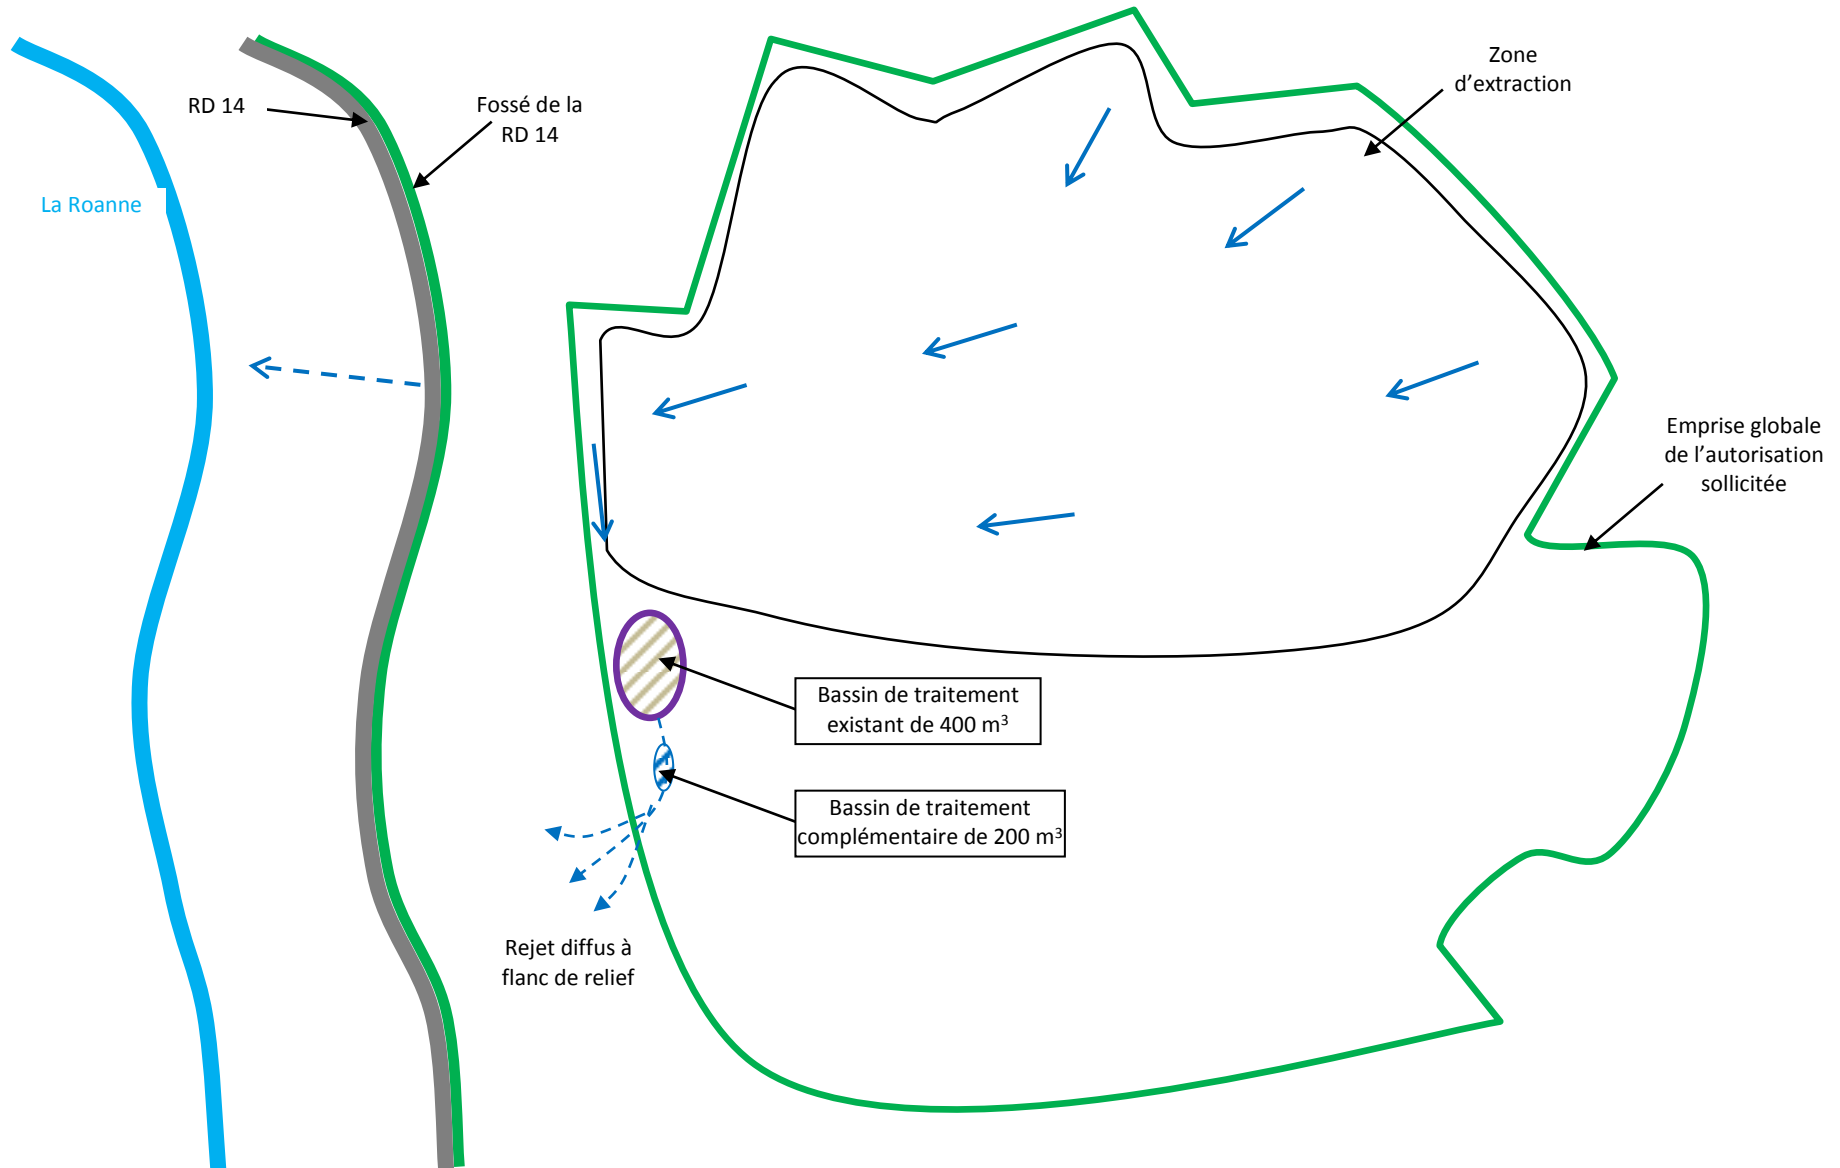 Zone
d’extraction
RD 14
Fossé de la
RD 14
La Roanne
Emprise globale
de l’autorisation
sollicitée
Bassin de traitement
existant de 400 m³
Bassin de traitement
complémentaire de 200 m³
Rejet diffus à
flanc de relief